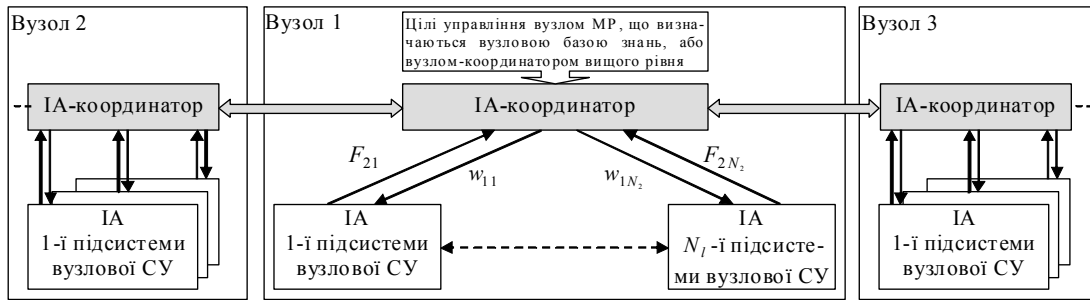 Вузол 2
Вузол 1
Вузол 3
Цілі управління вузлом МР, що визна-
чаються вузловою базою знань, або
вузлом-координатором вищого рівня
ІА-координатор
ІА-координатор
ІА-координатор
F₂₁
w₁₁
w₁N₂
F₂N₂
ІА
1-ї підсистеми
вузлової СУ
ІА
1-ї підсистеми
вузлової СУ
ІА
Nₗ-ї підсисте-
ми вузлової СУ
ІА
1-ї підсистеми
вузлової СУ